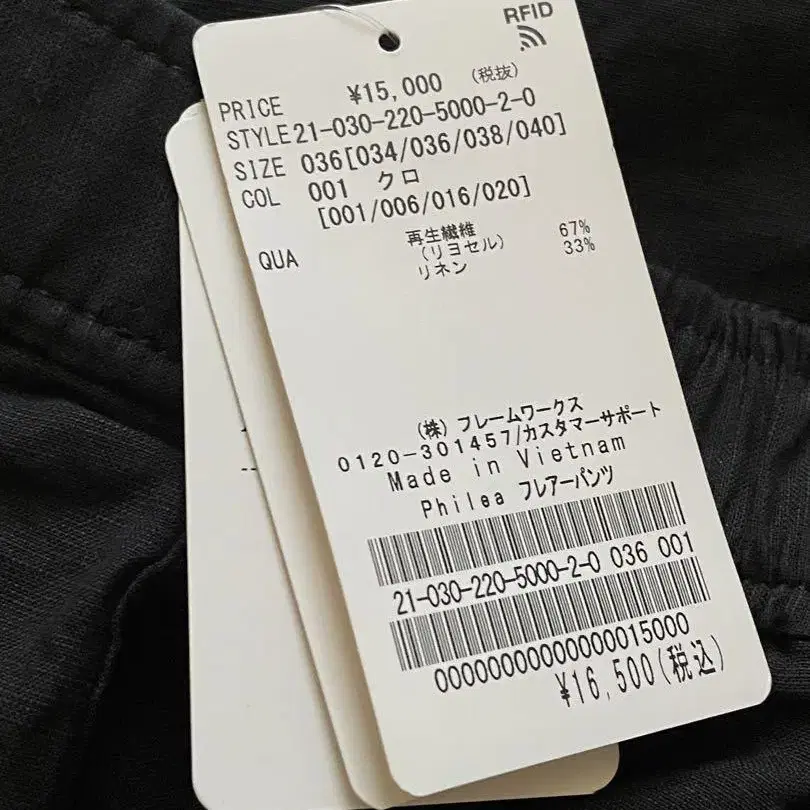 RFID
PRICE ¥15,000 (税抜)
STYLE 21-030-220-5000-2-0
SIZE 036[034/036/038/040]
COL 001 クロ
[001/006/016/020]
QUA 再生繊維 67%
(リヨセル) 33%
リネン
(株)フレームワークス
0120-301457/カスタマーサポート
Made in Vietnam
Philea フレアーパンツ
21-030-220-5000-2-0 036 001
00000000000000015000
¥16,500(税込)